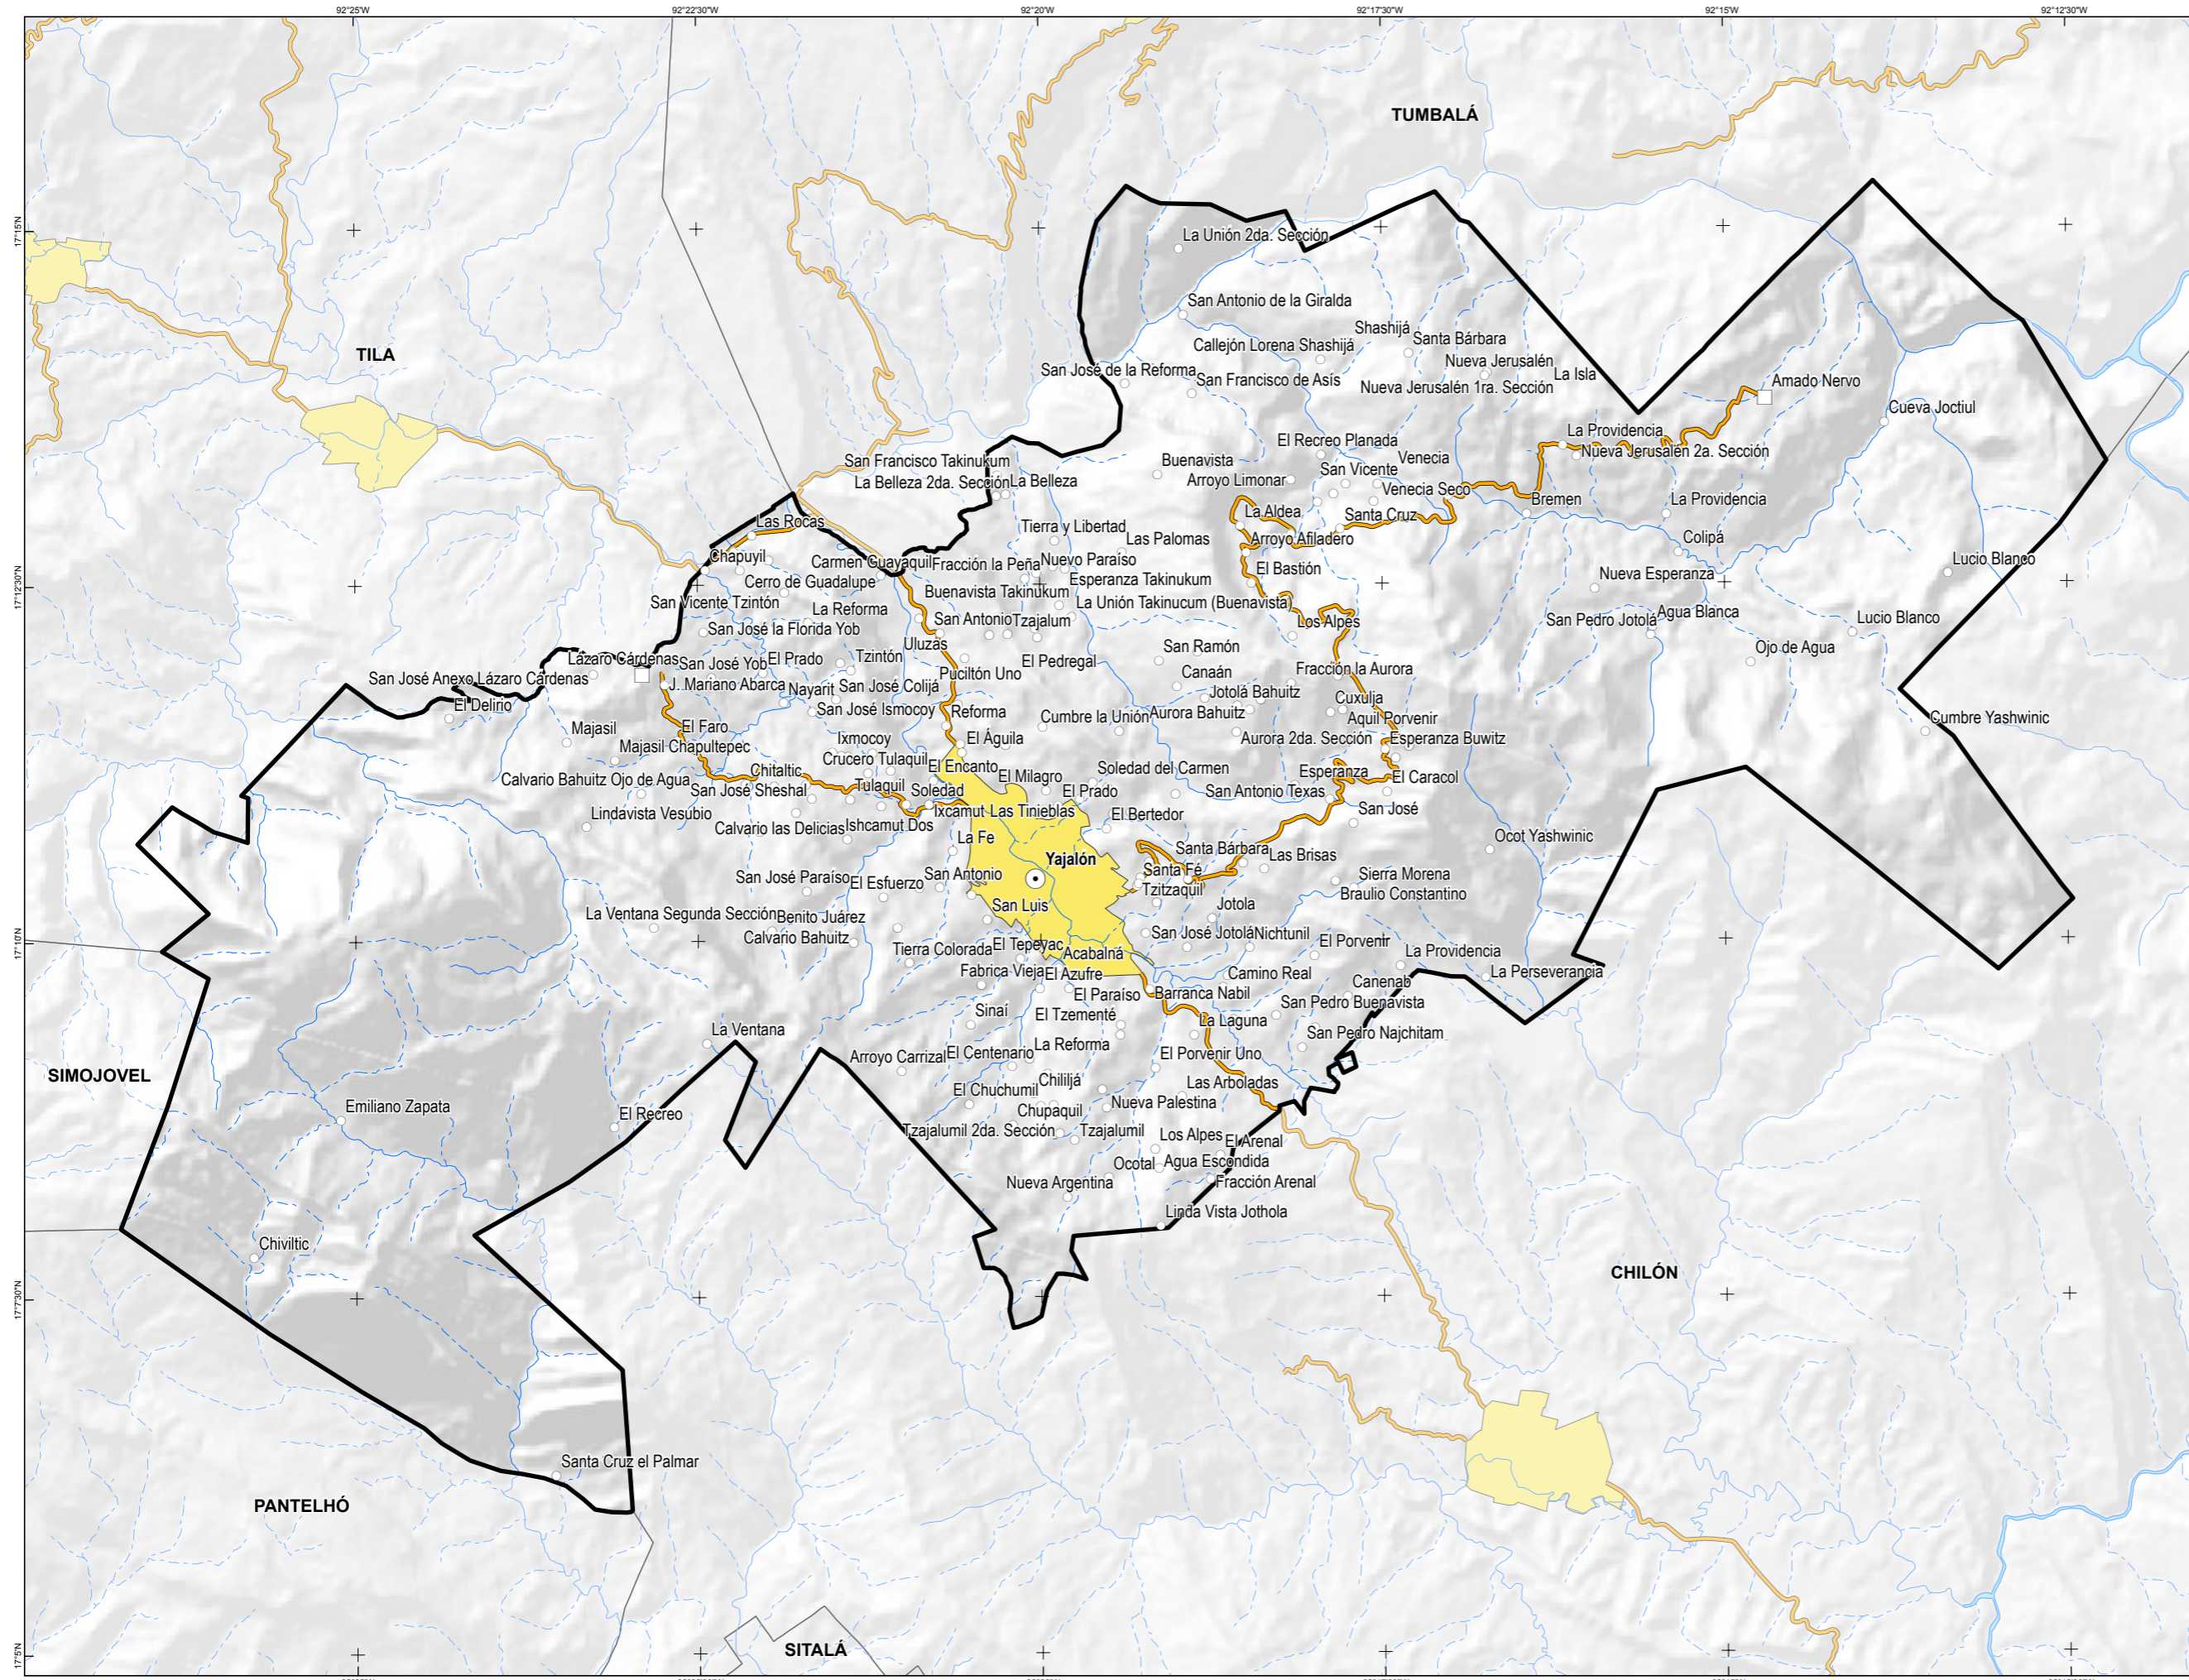 92°25'W
92°22'30"W
92°20'W
92°17'30"W
92°15'W
92°12'30"W
TUMBALÁ
17°15'N
La Unión 2da. Sección
San Antonio de la Giralda
Shashijá
Santa Bárbara
Callejón Lorena Shashijá
TILA
Nueva Jerusalén
La Isla
San José de la Reforma
San Francisco de Asís
Nueva Jerusalén 1ra. Sección
Amado Nervo
Cueva Joctiul
La Providencia
El Recreo Planada
Nueva Jerusalén 2a. Sección
San Francisco Takinukum
Buenavista
San Vicente
Venecia
La Belleza 2da. Sección
La Belleza
Arroyo Limonar
Venecia Seco
Bremen
La Providencia
La Aldea
Santa Cruz
Las Rocas
Tierra y Libertad
Las Palomas
Arroyo Afiladero
Colipá
Chapuyil
Carmen Guayaquil
Fracción la Peña
Nuevo Paraíso
El Bastión
Lucio Blanco
17°12'30"N
Cerro de Guadalupe
Esperanza Takinukum
Nueva Esperanza
Buenavista Takinukum
San Vicente Tzintón
La Reforma
La Unión Takinucum (Buenavista)
San Antonio
Tzajalum
San Pedro Jotolá
Agua Blanca
Lucio Blanco
San José la Florida Yob
Los Alpes
Uluzas
Lázaro Cárdenas
San José Yob
El Prado
Tzintón
El Pedregal
San Ramón
Ojo de Agua
San José Anexo Lázaro Cárdenas
J. Mariano Abarca
Nayarit
San José Colijá
Puciltón Uno
Canaán
Fracción la Aurora
El Delirio
Jotolá Bahuitz
Cuxulja
San José Ismocoy
Reforma
Cumbre la Unión
Aurora Bahuitz
Aquil Porvenir
Cumbre Yashwinic
Majasil
El Faro
Majasil Chapultepec
Ixmocoy
El Águila
Aurora 2da. Sección
Esperanza Buwitz
Crucero Tulaquil
El Encanto
Calvario Bahuitz Ojo de Agua
Chitaltic
El Milagro
Soledad del Carmen
Esperanza
El Caracol
San José Sheshal
Tulaquil
Soledad
El Prado
San Antonio Texas
Lindavista Vesubio
Ixcamut Las Tinieblas
El Bertedor
San José
Calvario las Delicias
Ishcamut Dos
La Fe
Ocot Yashwinic
Yajalón
Santa Bárbara
Las Brisas
San José Paraíso
El Esfuerzo
San Antonio
Santa Fé
Sierra Morena
Tzitzaquil
Braulio Constantino
La Ventana Segunda Sección
Benito Juárez
San Luis
Jotola
Calvario Bahuitz
San José Jotolá
Nichtunil
El Porvenir
17°10'N
Tierra Colorada
El Tepeyac
Acabalná
La Providencia
Fabrica Vieja
El Azufre
Camino Real
La Perseverancia
El Paraíso
Barranca Nabil
Canenab
San Pedro Buenavista
Sinaí
El Tzementé
La Laguna
La Ventana
San Pedro Najchitam
Arroyo Carrizal
El Centenario
La Reforma
El Porvenir Uno
SIMOJOVEL
Chililjá
Las Arboladas
El Chuchumil
Emiliano Zapata
El Recreo
Chupaquil
Nueva Palestina
Tzajalumil 2da. Sección
Tzajalumil
Los Alpes
El Arenal
Ocotal
Agua Escondida
Nueva Argentina
Fracción Arenal
Linda Vista Jothola
Chiviltic
CHILÓN
17°7'30"N
Santa Cruz el Palmar
PANTELHÓ
17°5'N
SITALÁ